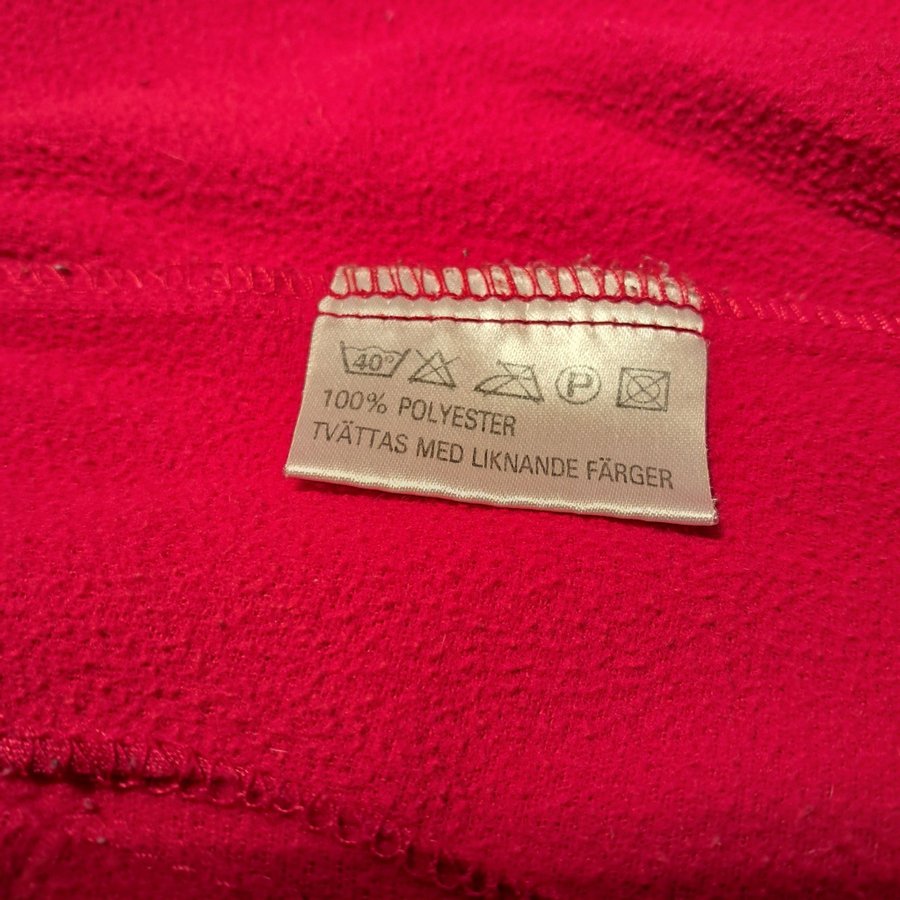 40° P
100% POLYESTER
TVÄTTAS MED LIKNANDE FÄRGER